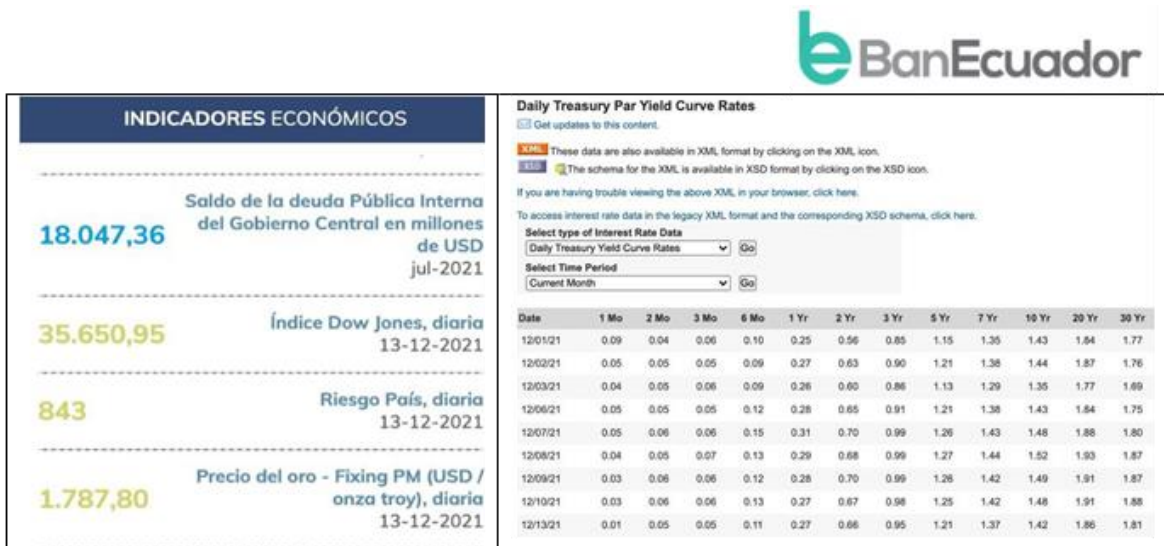 BanEcuador
INDICADORES ECONÓMICOS
18.047,36
Saldo de la deuda Pública Interna
del Gobierno Central en millones
de USD
jul-2021
35.650,95
Índice Dow Jones, diaria
13-12-2021
843
Riesgo País, diaria
13-12-2021
1.787,80
Precio del oro - Fixing PM (USD /
onza troy), diaria
13-12-2021
Daily Treasury Par Yield Curve Rates
Get updates to this content.
XML These data are also available in XML format by clicking on the XML icon.
XSD The schema for the XML is available in XSD format by clicking on the XSD icon.
If you are having trouble viewing the above XML in your browser, click here.
To access interest rate data in the legacy XML format and the corresponding XSD schema, click here.
Select type of Interest Rate Data
Daily Treasury Yield Curve Rates Go
Select Time Period
Current Month Go
Date 1 Mo 2 Mo 3 Mo 6 Mo 1 Yr 2 Yr 3 Yr 5 Yr 7 Yr 10 Yr 20 Yr 30 Yr
12/01/21 0.09 0.04 0.06 0.10 0.25 0.56 0.85 1.15 1.35 1.43 1.84 1.77
12/02/21 0.05 0.05 0.05 0.09 0.27 0.63 0.90 1.21 1.38 1.44 1.87 1.76
12/03/21 0.04 0.05 0.06 0.09 0.26 0.60 0.86 1.13 1.29 1.35 1.77 1.69
12/06/21 0.05 0.05 0.05 0.12 0.28 0.65 0.91 1.21 1.38 1.43 1.84 1.75
12/07/21 0.05 0.06 0.06 0.15 0.31 0.70 0.99 1.26 1.43 1.48 1.88 1.80
12/08/21 0.04 0.05 0.07 0.13 0.29 0.68 0.99 1.27 1.44 1.52 1.93 1.87
12/09/21 0.03 0.06 0.06 0.12 0.28 0.70 0.99 1.26 1.42 1.49 1.91 1.87
12/10/21 0.03 0.06 0.06 0.13 0.27 0.67 0.98 1.25 1.42 1.48 1.91 1.88
12/13/21 0.01 0.05 0.05 0.11 0.27 0.66 0.95 1.21 1.37 1.42 1.86 1.81